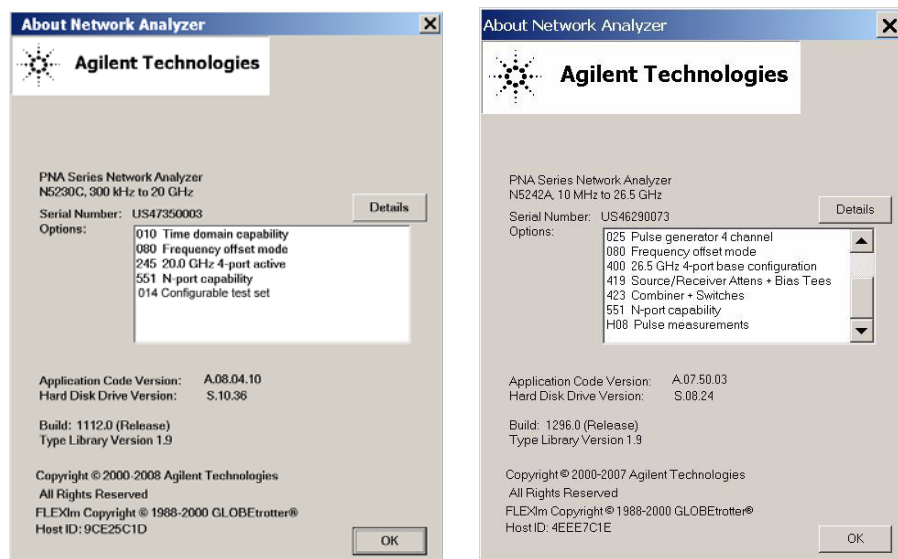 About Network Analyzer
Agilent Technologies
PNA Series Network Analyzer
N5230C, 300 kHz to 20 GHz
Serial Number: US47350003
Details
Options:
010 Time domain capability
080 Frequency offset mode
245 20.0 GHz 4-port active
551 N-port capability
014 Configurable test set
Application Code Version: A.08.04.10
Hard Disk Drive Version: S.10.36
Build: 1112.0 (Release)
Type Library Version 1.9
Copyright © 2000-2008 Agilent Technologies
All Rights Reserved
FLEXlm Copyright © 1988-2000 GLOBEtrotter®
Host ID: 9CE25C1D
OK
About Network Analyzer
Agilent Technologies
PNA Series Network Analyzer
N5242A, 10 MHz to 26.5 GHz
Serial Number: US46290073
Details
Options:
025 Pulse generator 4 channel
080 Frequency offset mode
400 26.5 GHz 4-port base configuration
419 Source/Receiver Attens + Bias Tees
423 Combiner + Switches
551 N-port capability
H08 Pulse measurements
Application Code Version: A.07.50.03
Hard Disk Drive Version: S.08.24
Build: 1296.0 (Release)
Type Library Version 1.9
Copyright © 2000-2007 Agilent Technologies
All Rights Reserved
FLEXlm Copyright © 1988-2000 GLOBEtrotter®
Host ID: 4EEE7C1E
OK